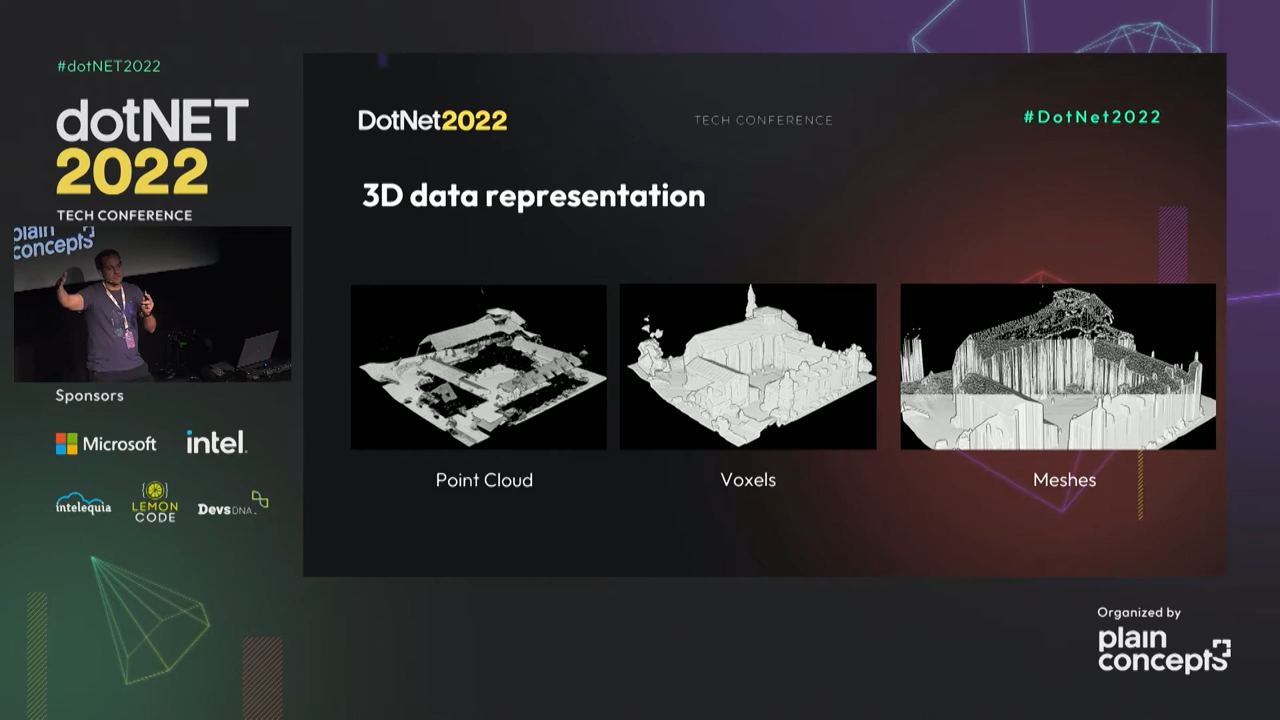 #dotNET2022
dotNET
2022
TECH CONFERENCE
plain
concepts
Sponsors
Microsoft
intel.
intelequia
LEMON
CODE
DevsDNA.
DotNet2022
TECH CONFERENCE
#DotNet2022
3D data representation
Point Cloud
Voxels
Meshes
Organized by
plain
concepts